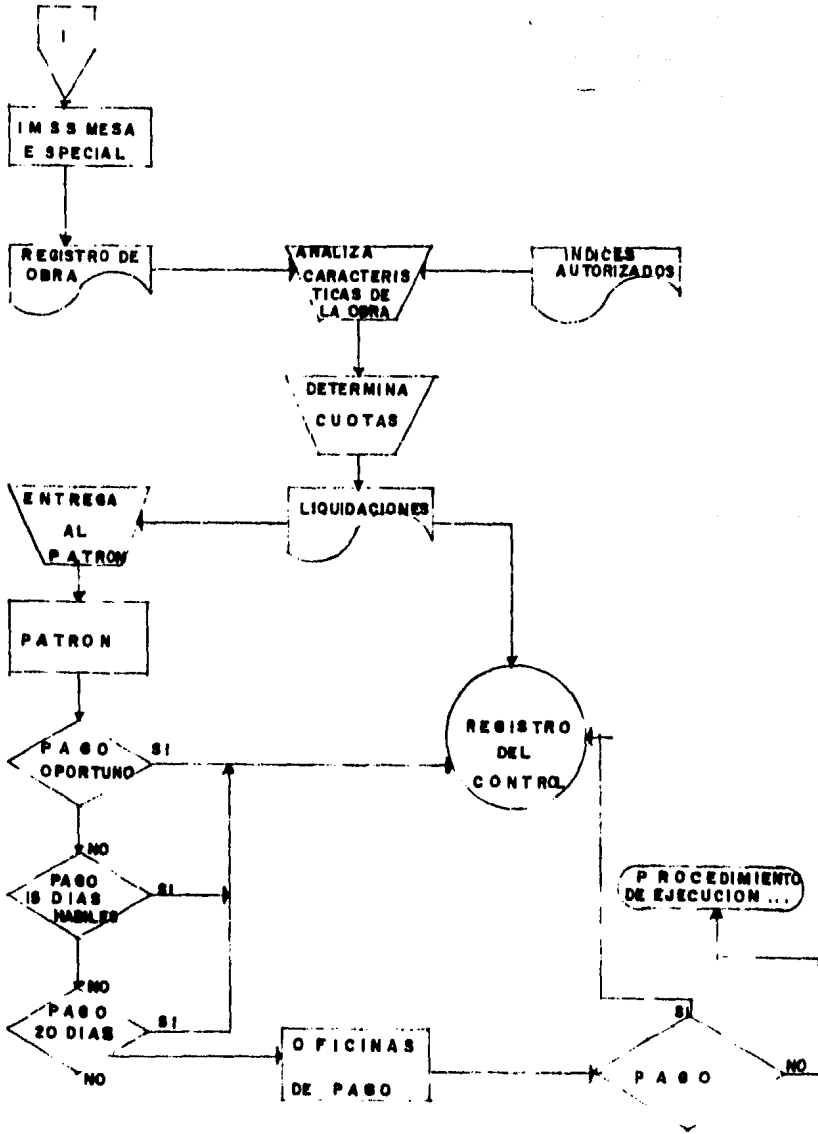 I
IMSS MESA
ESPECIAL
REGISTRO DE
OBRA
ANALIZA
CARACTERIS
TICAS DE
LA OBRA
INDICES
AUTORIZADOS
DETERMINA
CUOTAS
ENTREGA
AL
PATRON
LIQUIDACIONES
PATRON
PAGO
OPORTUNO
SI
REGISTRO
DEL
CONTROL
NO
PAGO
15 DIAS
HABILES
SI
PROCEDIMIENTO
DE EJECUCION...
NO
PAGO
20 DIAS
SI
NO
OFICINAS
DE PAGO
SI
PAGO
NO